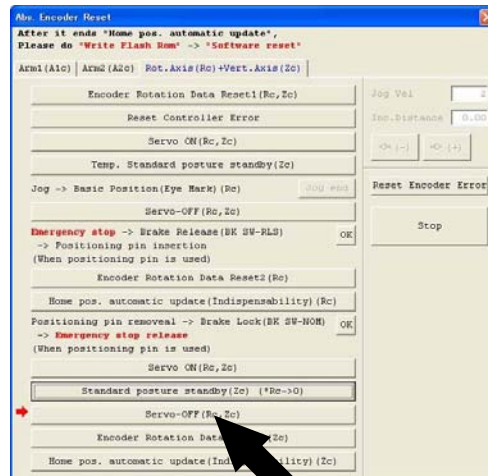 Abs. Encoder Reset
After it ends "Home pos. automatic update",
Please do "Write Flash Rom" -> "Software reset"
Arm1(A1c) Arm2(A2c) Rot.Axis(Rc)+Vert.Axis(Zc)
Encoder Rotation Data Reset1(Rc,Zc)
Reset Controller Error
Servo ON(Rc,Zc)
Temp. Standard posture standby(Zc)
Jog -> Basic Position(Eye Mark)(Rc) Jog end
Servo-OFF(Rc,Zc)
Emergency stop -> Brake Release(BK SW-RLS) OK
-> Positioning pin insertion
(When positioning pin is used)
Encoder Rotation Data Reset2(Rc)
Home pos. automatic update(Indispensability)(Rc)
Positioning pin removeal -> Brake Lock(BK SW-NOM) OK
-> Emergency stop release
(When positioning pin is used)
Servo ON(Rc,Zc)
Standard posture standby(Zc) (*Rc->0)
Servo-OFF(Rc,Zc)
Encoder Rotation Data Zc)
Home pos. automatic update(Ind ility)(Zc)
Jog Vel 2
Inc.Distance 0.00
<= (-) => (+)
Reset Encoder Error
Stop